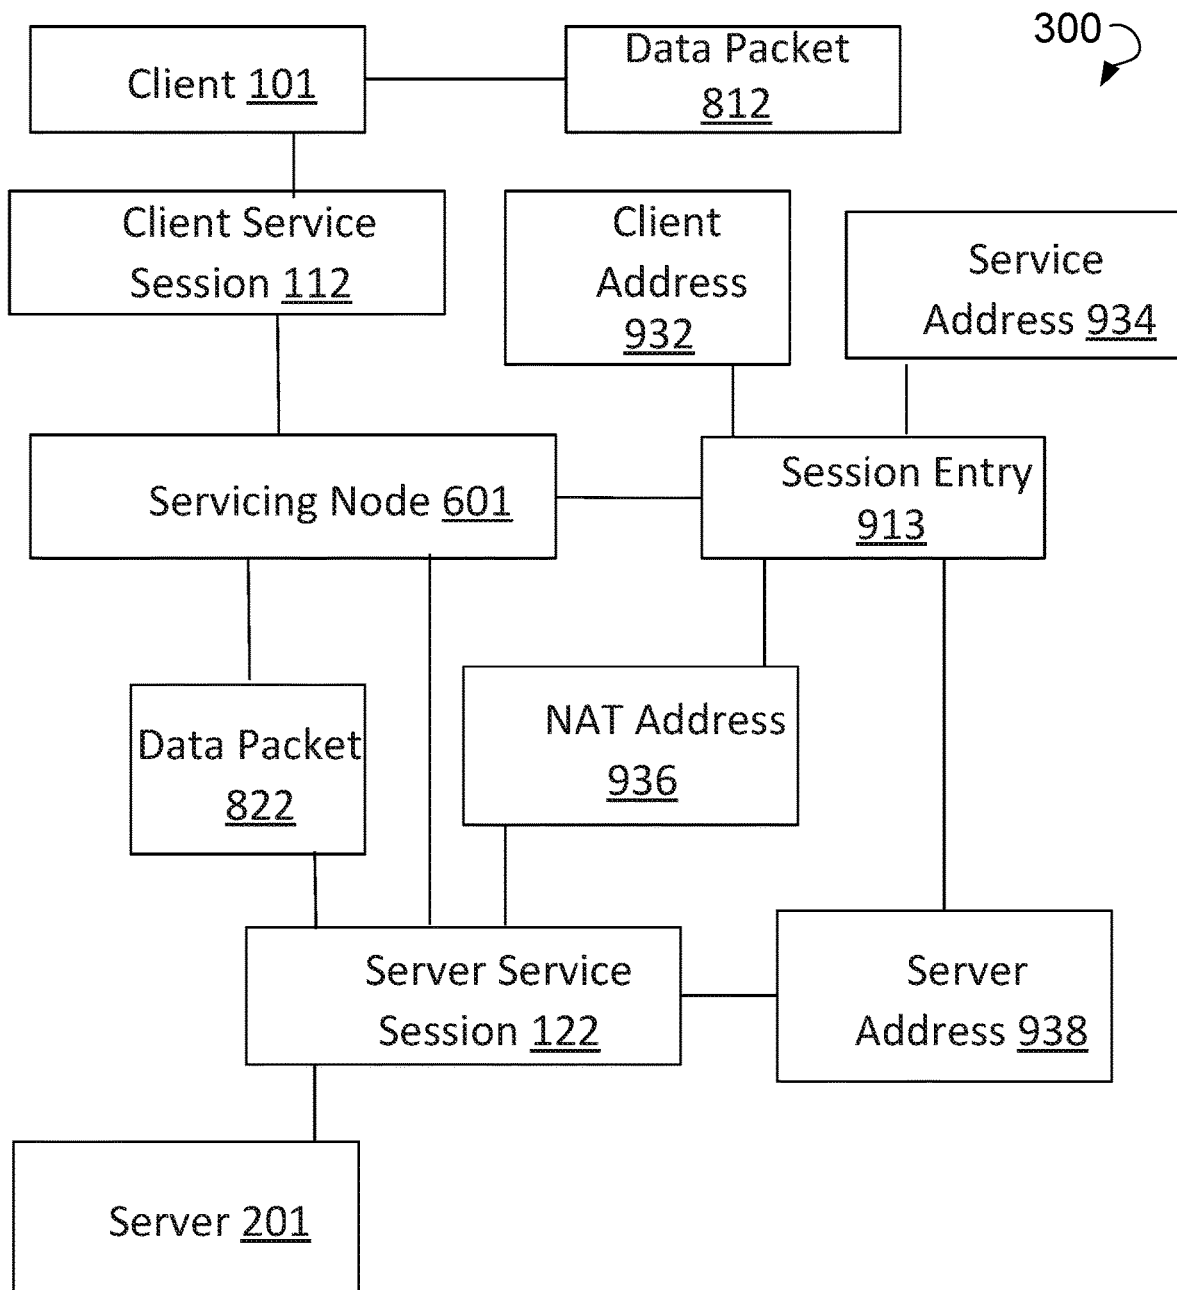 300
Client 101
Data Packet
812
Client Service
Session 112
Client
Address
932
Service
Address 934
Servicing Node 601
Session Entry
913
Data Packet
822
NAT Address
936
Server Service
Session 122
Server
Address 938
Server 201